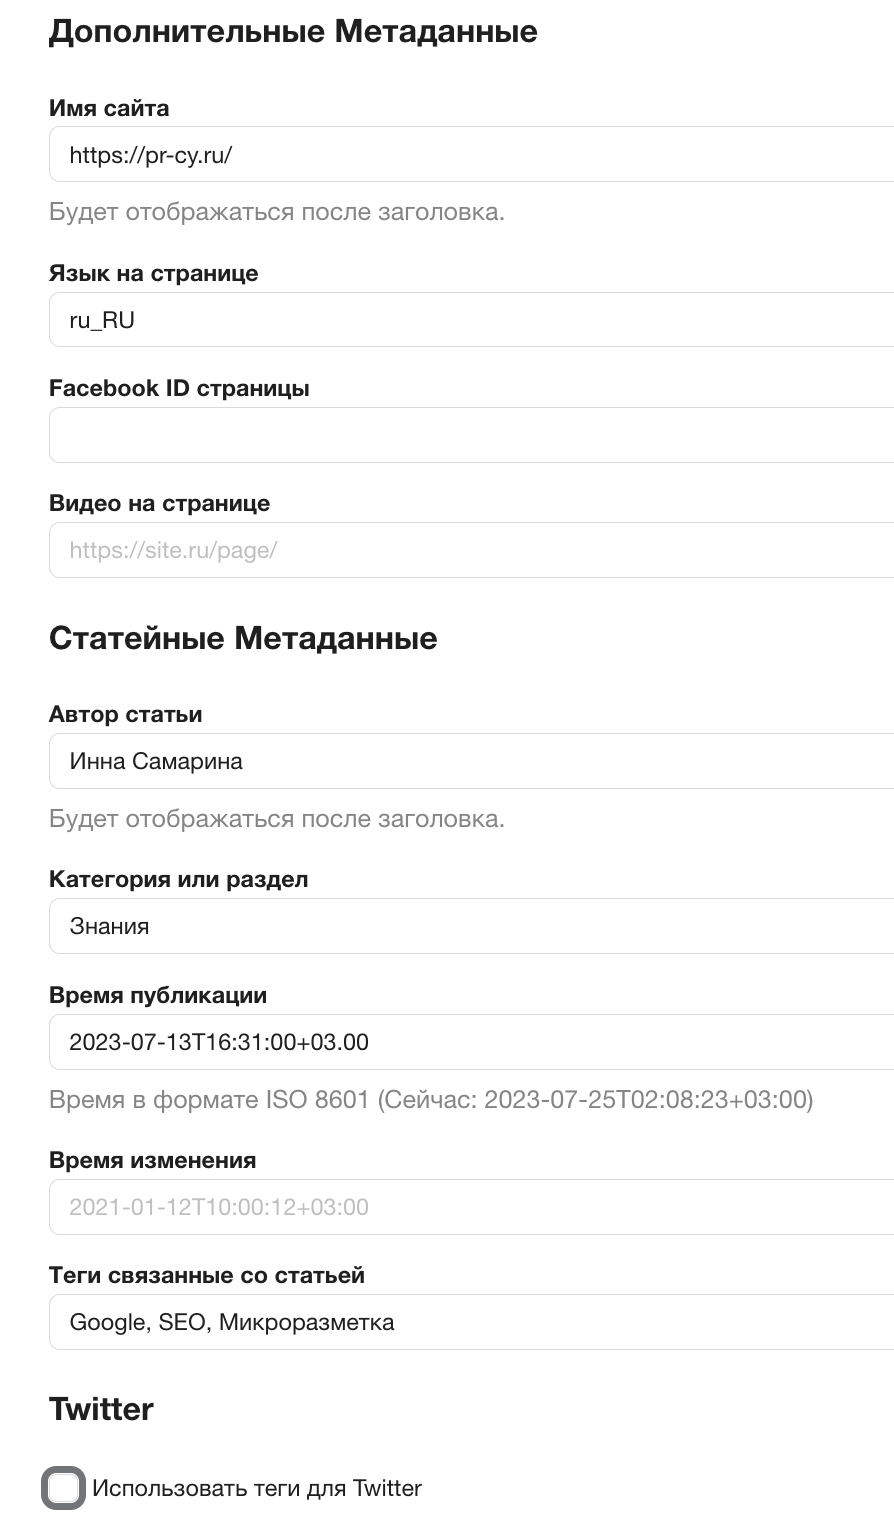 Дополнительные Метаданные
Имя сайта
https://pr-cy.ru/
Будет отображаться после заголовка.
Язык на странице
ru_RU
Facebook ID страницы
Видео на странице
https://site.ru/page/
Статейные Метаданные
Автор статьи
Инна Самарина
Будет отображаться после заголовка.
Категория или раздел
Знания
Время публикации
2023-07-13T16:31:00+03.00
Время в формате ISO 8601 (Сейчас: 2023-07-25T02:08:23+03:00)
Время изменения
2021-01-12T10:00:12+03:00
Теги связанные со статьей
Google, SEO, Микроразметка
Twitter
Использовать теги для Twitter